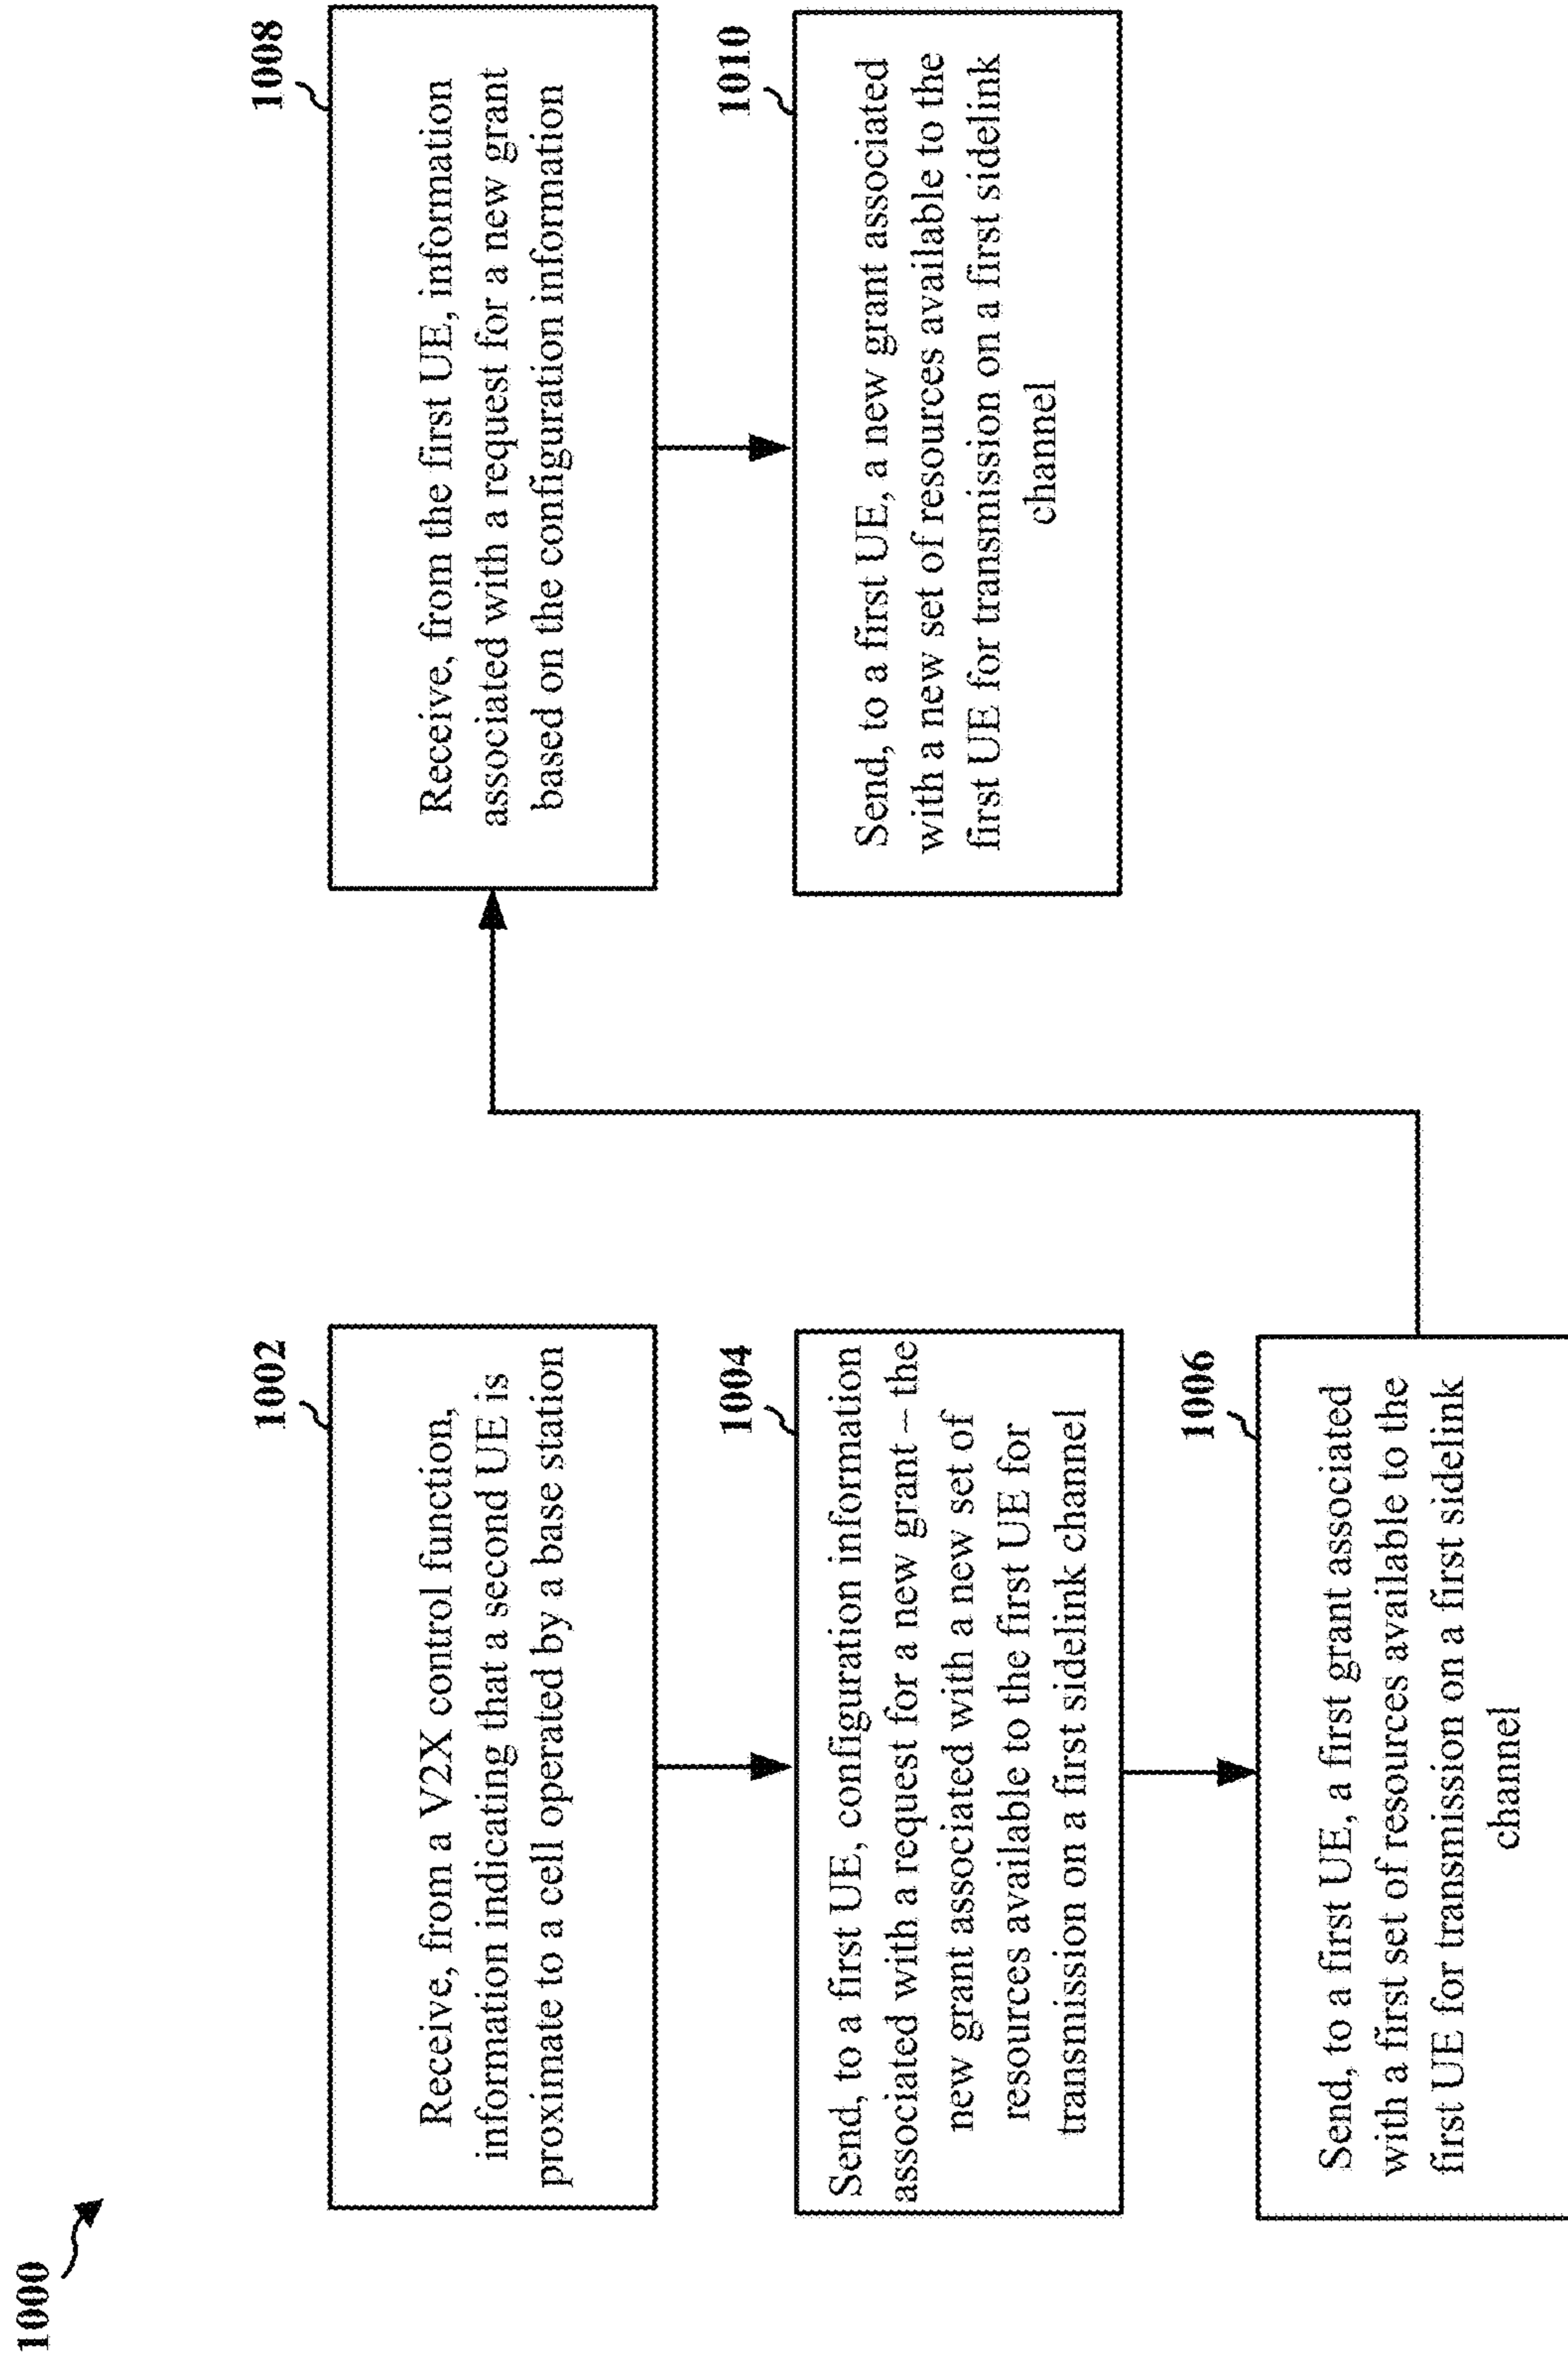 1000
1002
Receive, from a V2X control function,
information indicating that a second UE is
proximate to a cell operated by a base station
1004
Send, to a first UE, configuration information
associated with a request for a new grant – the
new grant associated with a new set of
resources available to the first UE for
transmission on a first sidelink channel
1006
Send, to a first UE, a first grant associated
with a first set of resources available to the
first UE for transmission on a first sidelink
channel
1008
Receive, from the first UE, information
associated with a request for a new grant
based on the configuration information
1010
Send, to a first UE, a new grant associated
with a new set of resources available to the
first UE for transmission on a first sidelink
channel